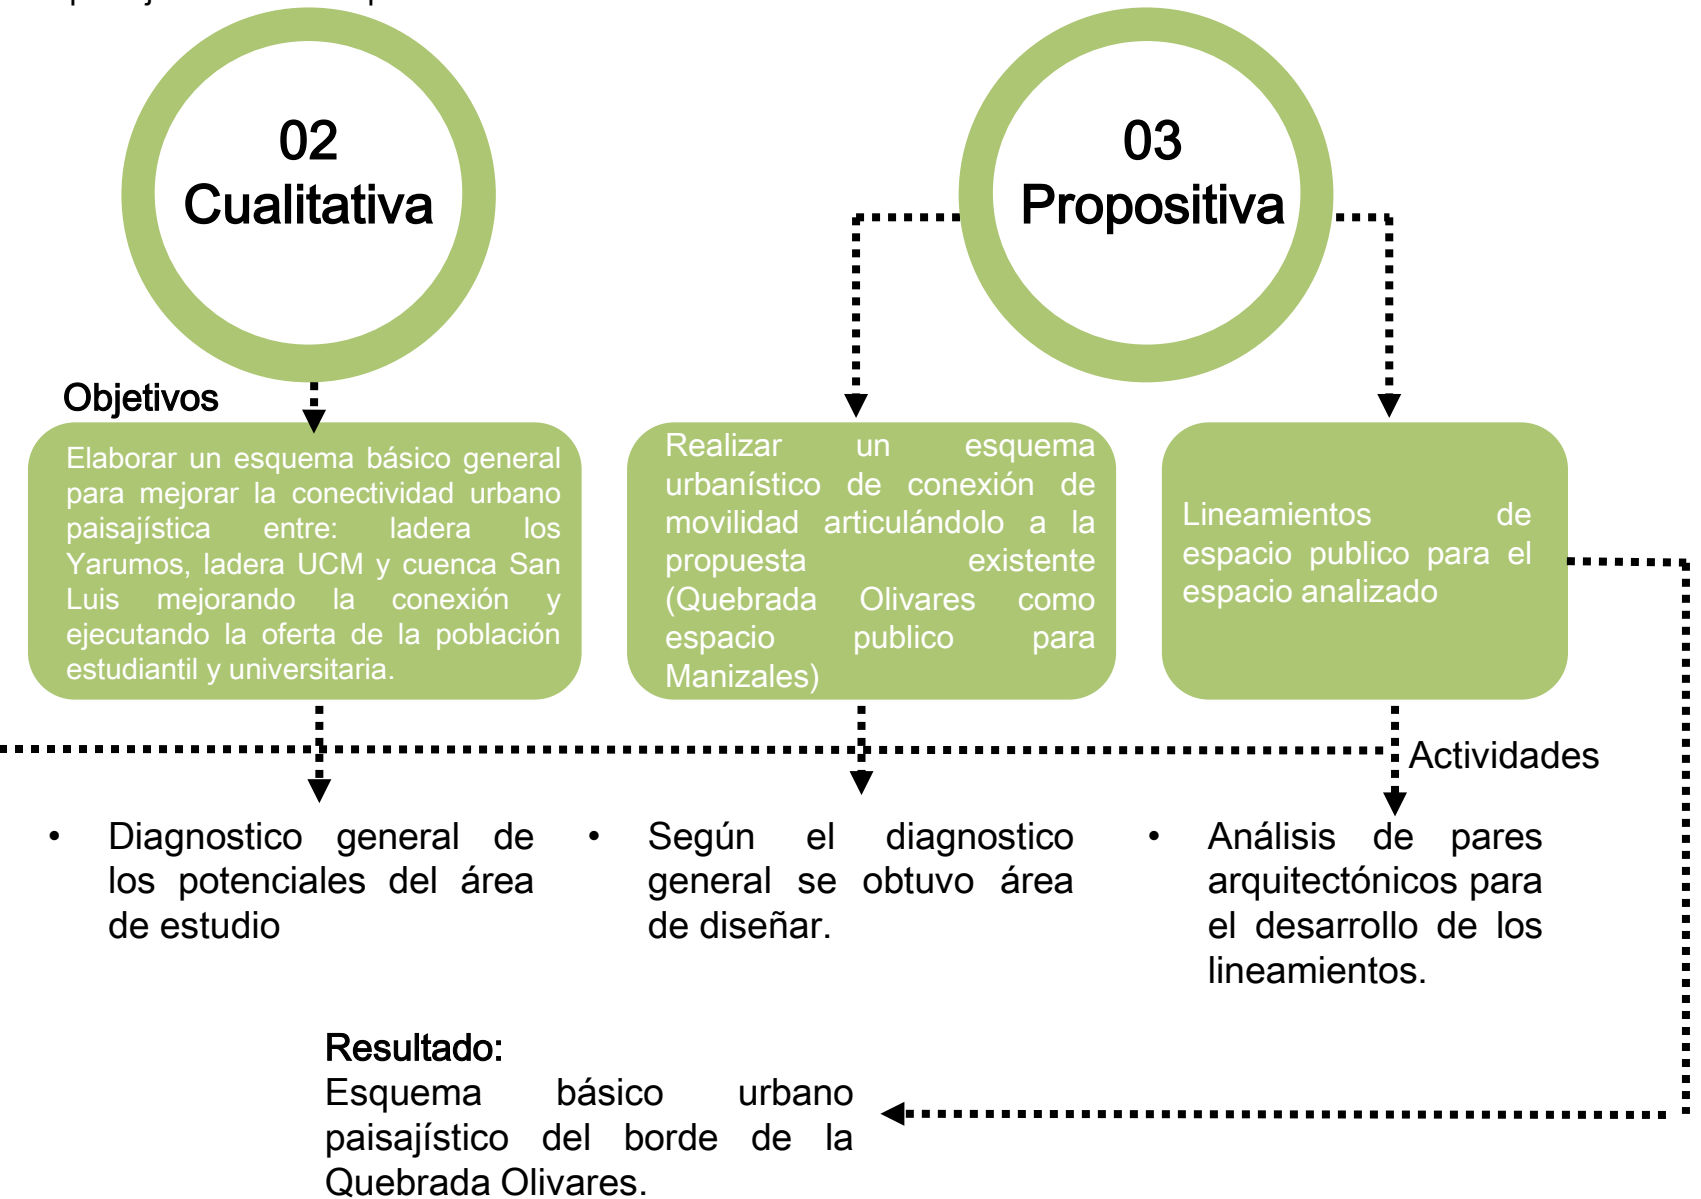 02
Cualitativa
03
Propositiva
Objetivos
Elaborar un esquema básico general
para mejorar la conectividad urbano
paisajística entre: ladera los
Yarumos, ladera UCM y cuenca San
Luis mejorando la conexión y
ejecutando la oferta de la población
estudiantil y universitaria.
Realizar un esquema
urbanístico de conexión de
movilidad articulándolo a la
propuesta existente
(Quebrada Olivares como
espacio publico para
Manizales)
Lineamientos de
espacio publico para el
espacio analizado
Actividades
• Diagnostico general de
los potenciales del área
de estudio
• Según el diagnostico
general se obtuvo área
de diseñar.
• Análisis de pares
arquitectónicos para
el desarrollo de los
lineamientos.
Resultado:
Esquema básico urbano
paisajístico del borde de la
Quebrada Olivares.